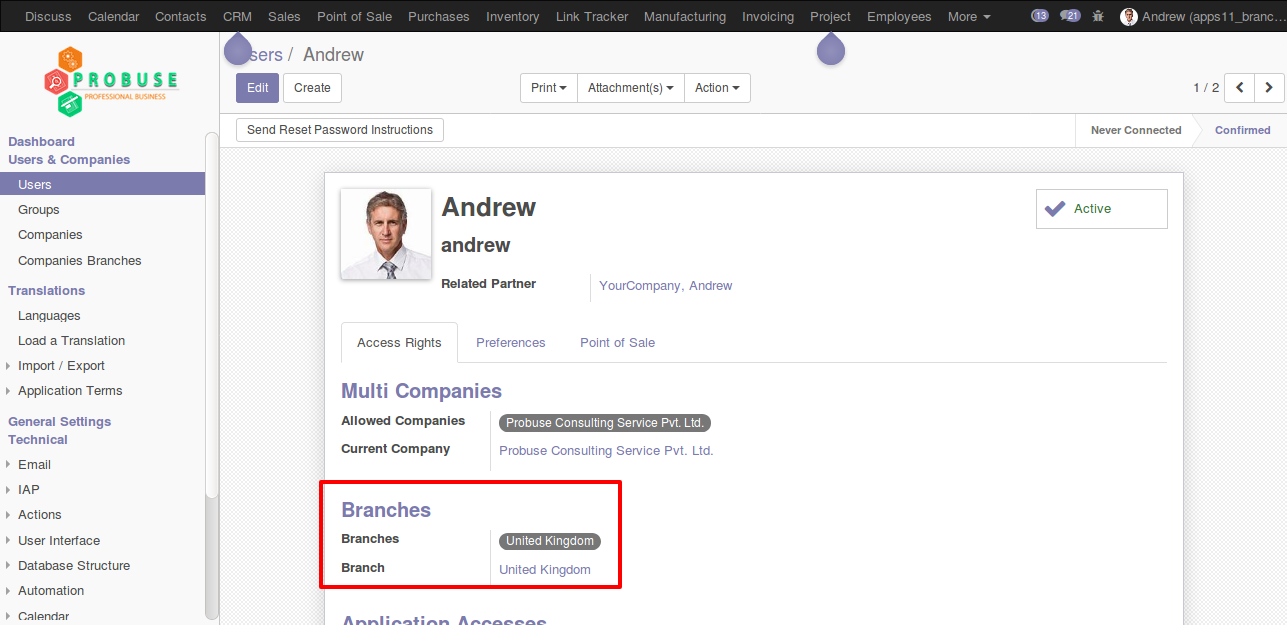 Discuss Calendar Contacts CRM Sales Point of Sale Purchases Inventory Link Tracker Manufacturing Invoicing Project Employees More 13 21 Andrew (apps11_branc...
PROBUSE
PROFESSIONAL BUSINESS
sers / Andrew
Edit Create Print Attachment(s) Action 1 / 2
Send Reset Password Instructions Never Connected Confirmed
Dashboard
Users & Companies
Users
Groups
Companies
Companies Branches
Translations
Languages
Load a Translation
Import / Export
Application Terms
General Settings
Technical
Email
IAP
Actions
User Interface
Database Structure
Automation
Calendar
Andrew
andrew
Active
Related Partner YourCompany, Andrew
Access Rights Preferences Point of Sale
Multi Companies
Allowed Companies Probuse Consulting Service Pvt. Ltd.
Current Company Probuse Consulting Service Pvt. Ltd.
Branches
Branches United Kingdom
Branch United Kingdom
Application Accesses